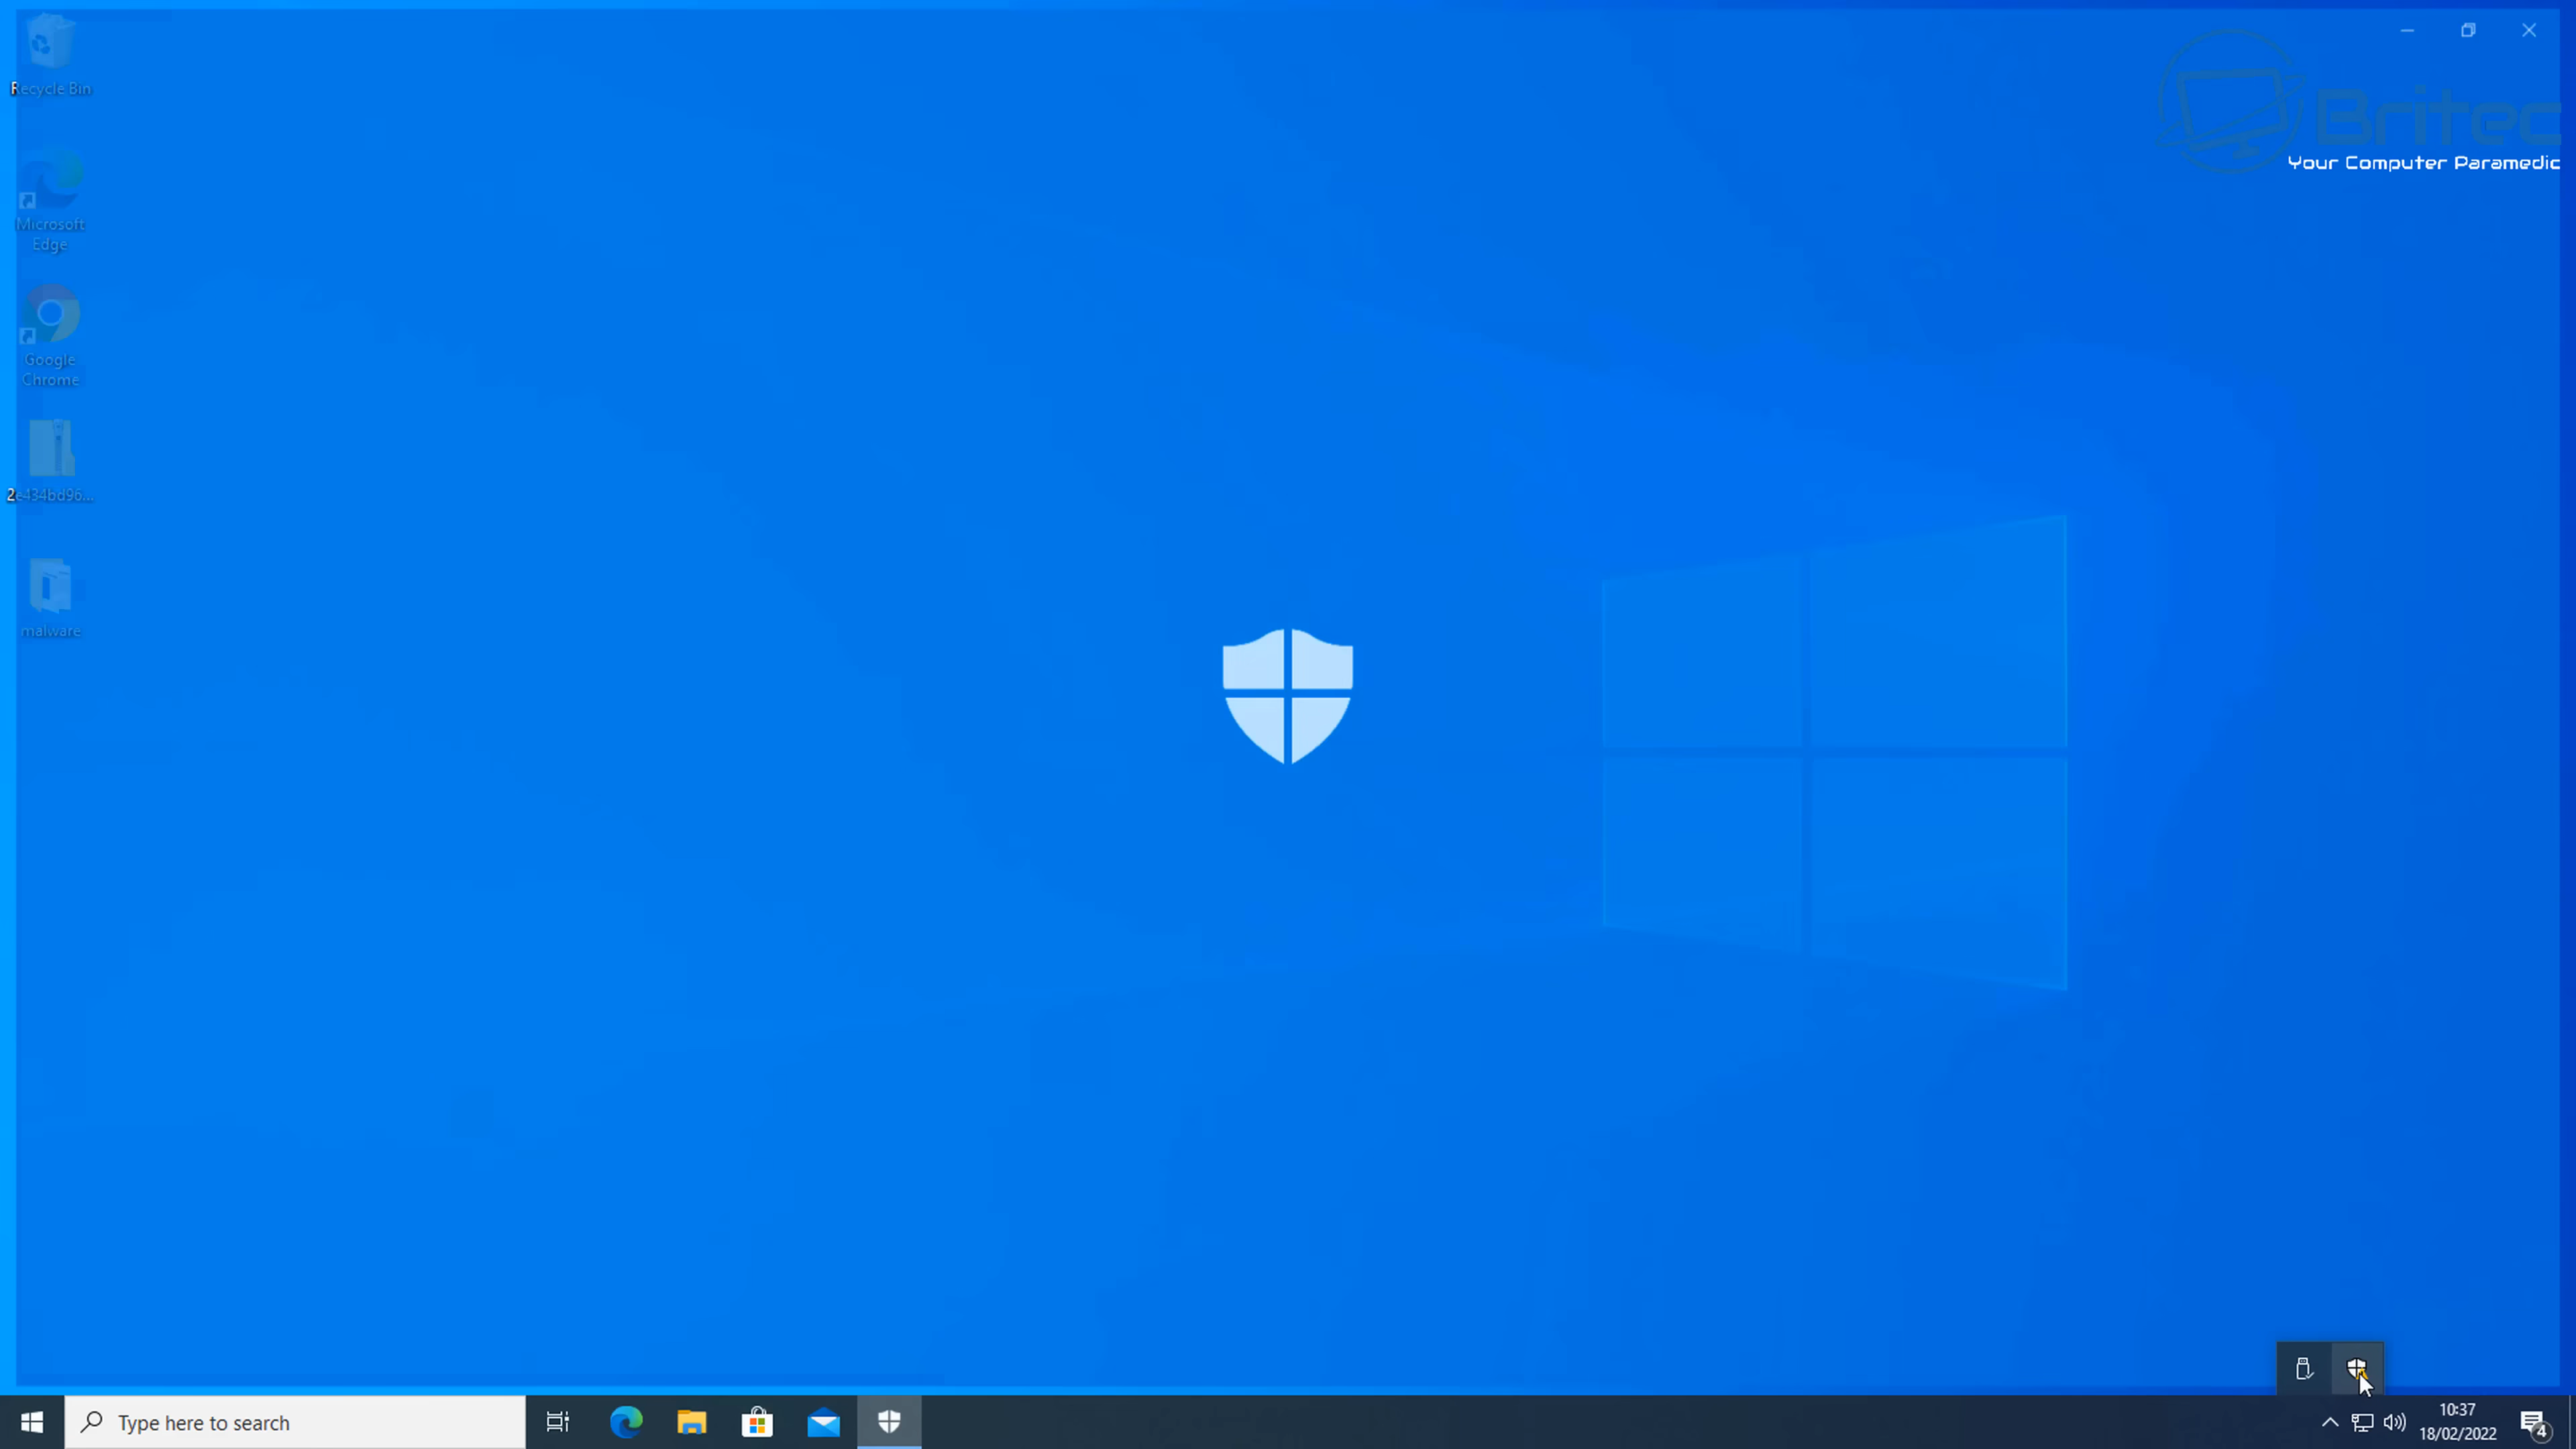 Recycle Bin
Britec
Your Computer Paramedic
Microsoft
Edge
Google
Chrome
2e434bd96...
malware
Type here to search
10:37
18/02/2022
4